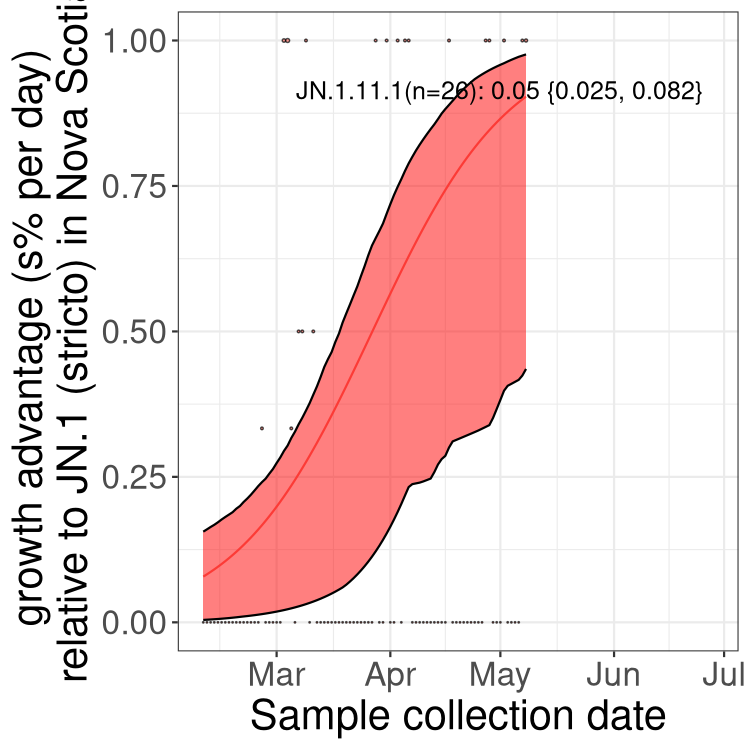 growth advantage (s% per day)
relative to JN.1 (stricto) in Nova Scotia
1.00
JN.1.11.1(n=26): 0.05 {0.025, 0.082}
0.75
0.50
0.25
0.00
Mar Apr May Jun Jul
Sample collection date